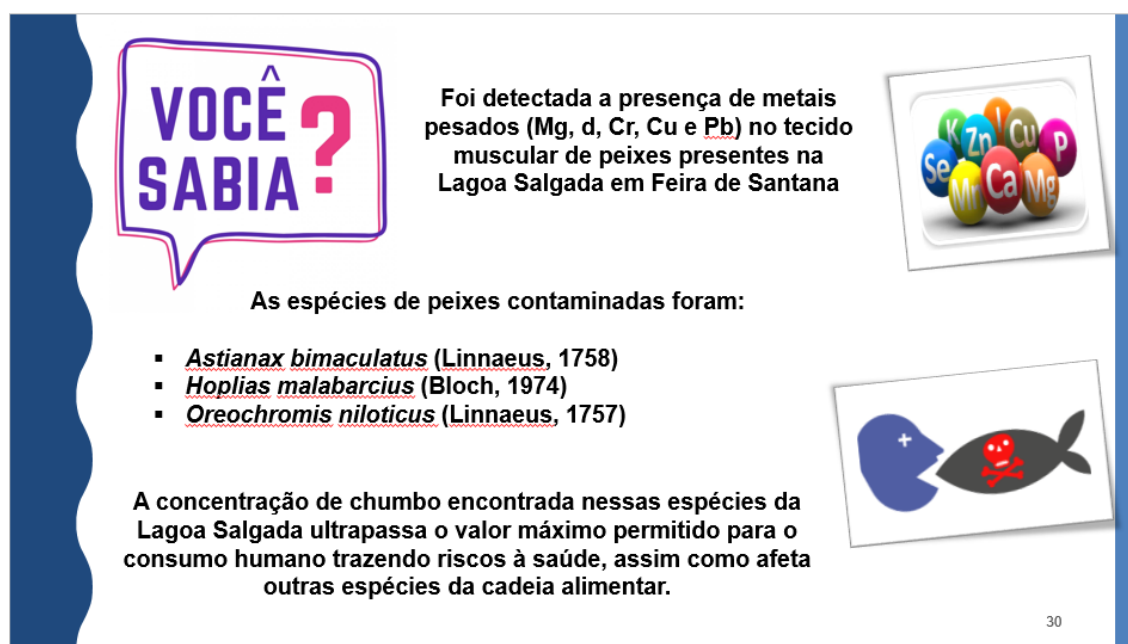 VOCÊ
SABIA
?
Foi detectada a presença de metais
pesados (Mg, d, Cr, Cu e Pb) no tecido
muscular de peixes presentes na
Lagoa Salgada em Feira de Santana
K
Zn
I
Cu
P
Se
Mn
Ca
Mg
As espécies de peixes contaminadas foram:
▪ Astianax bimaculatus (Linnaeus, 1758)
▪ Hoplias malabarcius (Bloch, 1974)
▪ Oreochromis niloticus (Linnaeus, 1757)
A concentração de chumbo encontrada nessas espécies da
Lagoa Salgada ultrapassa o valor máximo permitido para o
consumo humano trazendo riscos à saúde, assim como afeta
outras espécies da cadeia alimentar.
30